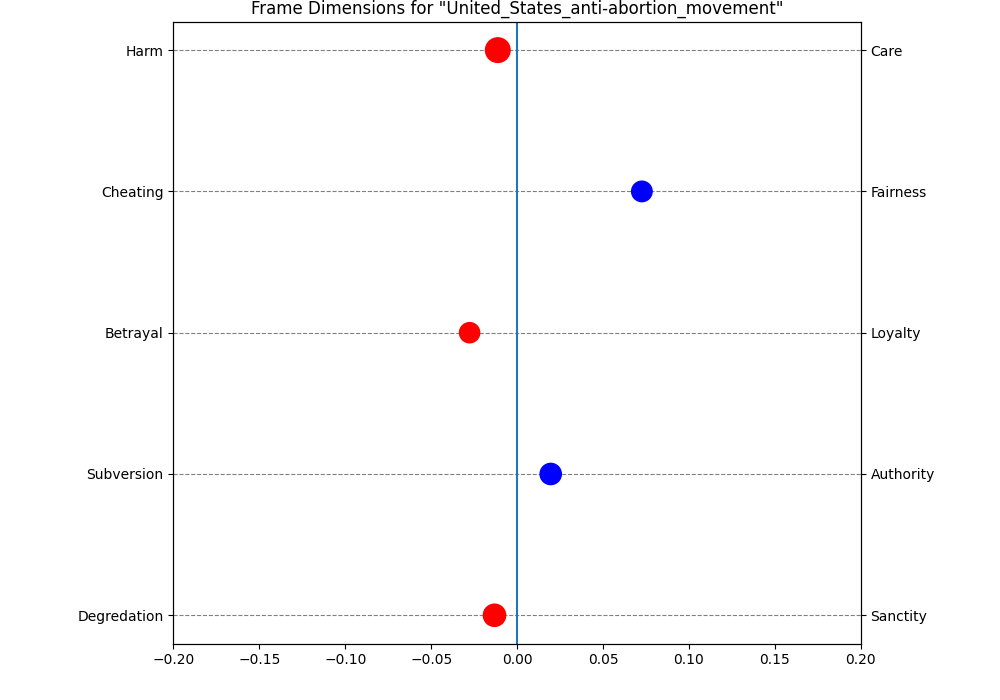 Frame Dimensions for "United_States_anti-abortion_movement"
Harm Care
Cheating Fairness
Betrayal Loyalty
Subversion Authority
Degredation Sanctity
−0.20 −0.15 −0.10 −0.05 0.00 0.05 0.10 0.15 0.20